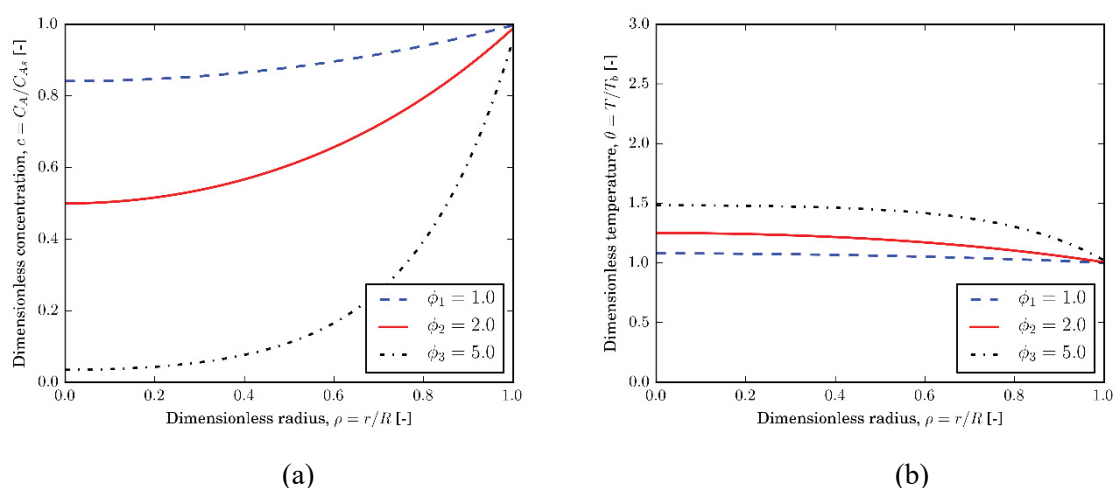 1.0
0.8
0.6
0.4
0.2
0.0
Dimensionless concentration, c = C_A/C_{As} [-]
0.0 0.2 0.4 0.6 0.8 1.0
Dimensionless radius, ρ = r/R [-]
ϕ₁ = 1.0
ϕ₂ = 2.0
ϕ₃ = 5.0
(a)
3.0
2.5
2.0
1.5
1.0
0.5
0.0
Dimensionless temperature, θ = T/T_b [-]
0.0 0.2 0.4 0.6 0.8 1.0
Dimensionless radius, ρ = r/R [-]
ϕ₁ = 1.0
ϕ₂ = 2.0
ϕ₃ = 5.0
(b)